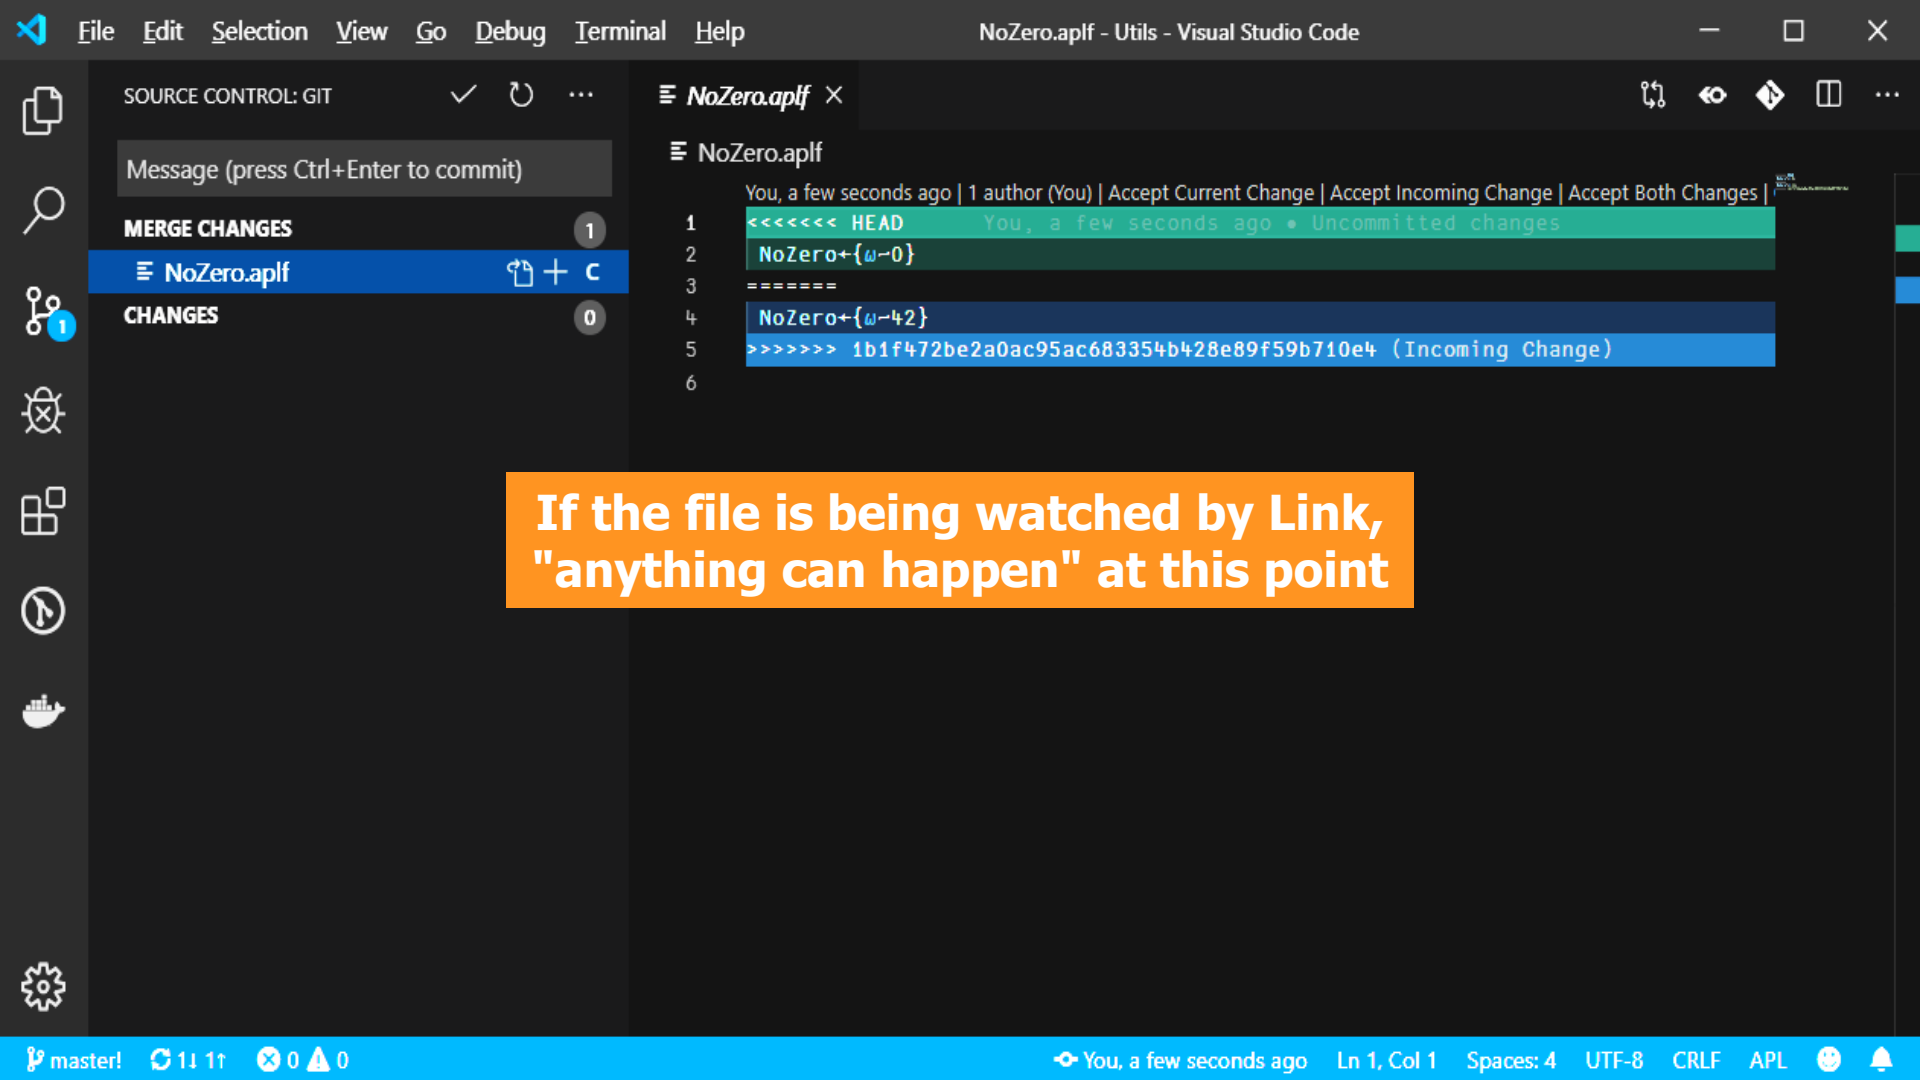 File Edit Selection View Go Debug Terminal Help
NoZero.aplf - Utils - Visual Studio Code
SOURCE CONTROL: GIT
Message (press Ctrl+Enter to commit)
MERGE CHANGES 1
NoZero.aplf C
CHANGES 0
1
NoZero.aplf
NoZero.aplf
You, a few seconds ago | 1 author (You) | Accept Current Change | Accept Incoming Change | Accept Both Changes |
1 <<<<<<< HEAD You, a few seconds ago • Uncommitted changes
2 NoZero←{⍵~0}
3 =======
4 NoZero←{⍵~42}
5 >>>>>>> 1b1f472be2a0ac95ac683354b428e89f59b710e4 (Incoming Change)
6
If the file is being watched by Link,
"anything can happen" at this point
master! 1↓ 1↑ 0 0 You, a few seconds ago Ln 1, Col 1 Spaces: 4 UTF-8 CRLF APL